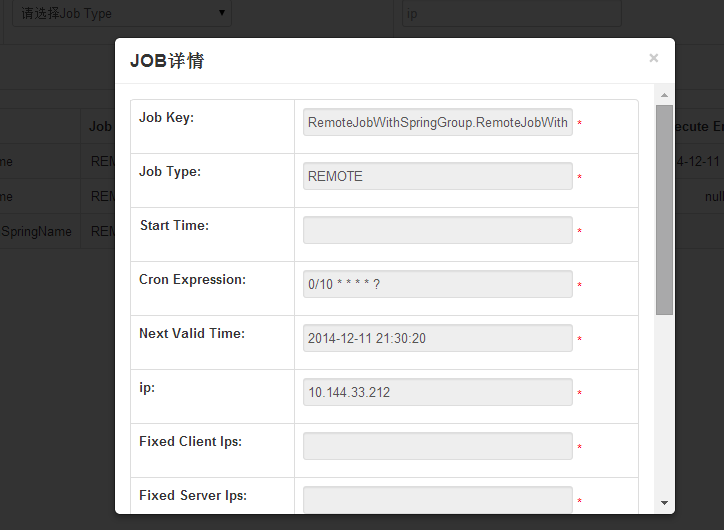 请选择Job Type
ip
JOB详情
×
Job
ecute En
Job Key:
RemoteJobWithSpringGroup.RemoteJobWith
*
me
REM
4-12-11
Job Type:
REMOTE
*
me
REM
null
Start Time:
*
SpringName
REM
Cron Expression:
0/10 * * * * ?
*
Next Valid Time:
2014-12-11 21:30:20
*
ip:
10.144.33.212
*
Fixed Client Ips:
*
Fixed Server Ips:
*